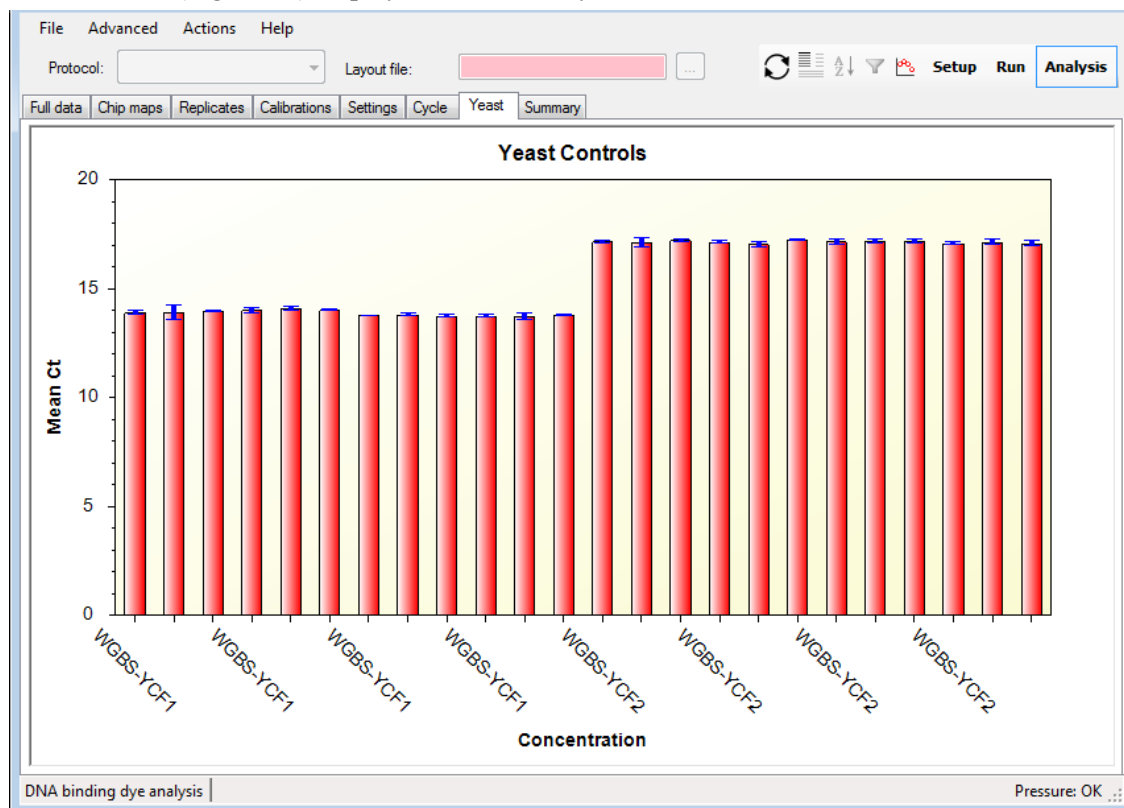 File Advanced Actions Help
Protocol: Layout file: ... Setup Run Analysis
Full data Chip maps Replicates Calibrations Settings Cycle Yeast Summary
Yeast Controls
20
15
10
5
0
Mean Ct
WGBS-YCF1 WGBS-YCF1 WGBS-YCF1 WGBS-YCF1 WGBS-YCF2 WGBS-YCF2 WGBS-YCF2 WGBS-YCF2
Concentration
DNA binding dye analysis Pressure: OK